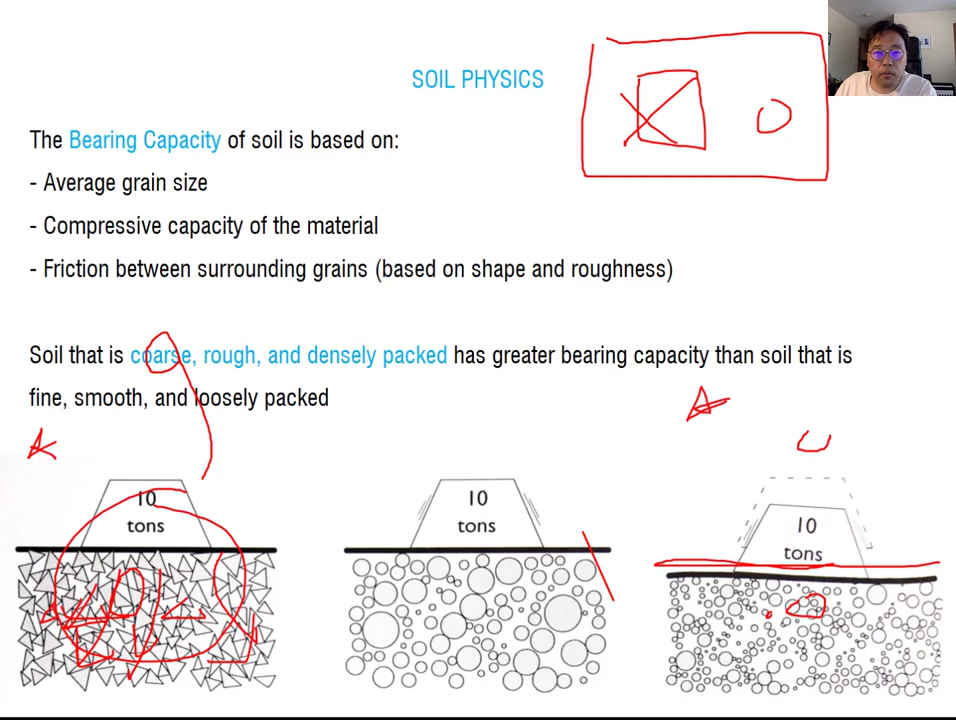 SOIL PHYSICS
The Bearing Capacity of soil is based on:
- Average grain size
- Compressive capacity of the material
- Friction between surrounding grains (based on shape and roughness)
Soil that is coarse, rough, and densely packed has greater bearing capacity than soil that is
fine, smooth, and loosely packed
10
tons
10
tons
10
tons